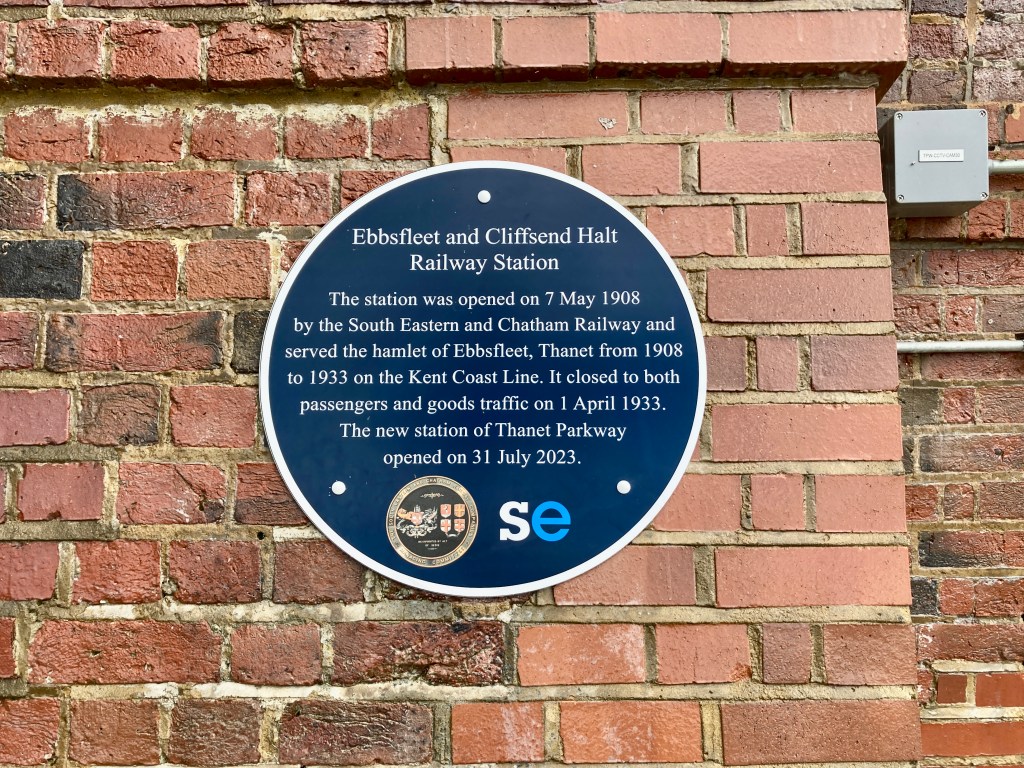 Ebbsfleet and Cliffsend Halt
Railway Station
The station was opened on 7 May 1908
by the South Eastern and Chatham Railway and
served the hamlet of Ebbsfleet, Thanet from 1908
to 1933 on the Kent Coast Line. It closed to both
passengers and goods traffic on 1 April 1933.
The new station of Thanet Parkway
opened on 31 July 2023.
se